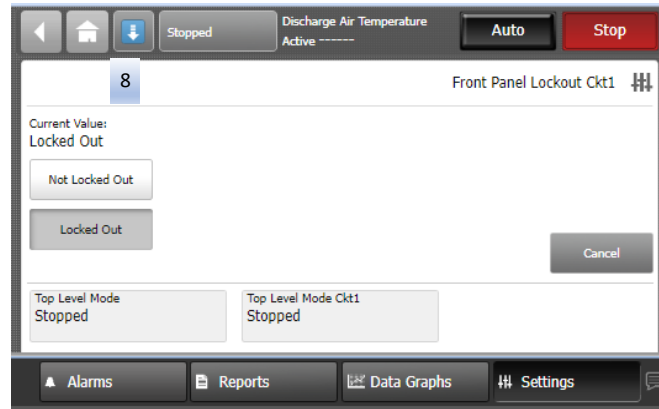 Stopped
Discharge Air Temperature
Active ------
Auto
Stop
8
Front Panel Lockout Ckt1
Current Value:
Locked Out
Not Locked Out
Locked Out
Cancel
Top Level Mode
Stopped
Top Level Mode Ckt1
Stopped
Alarms
Reports
Data Graphs
Settings